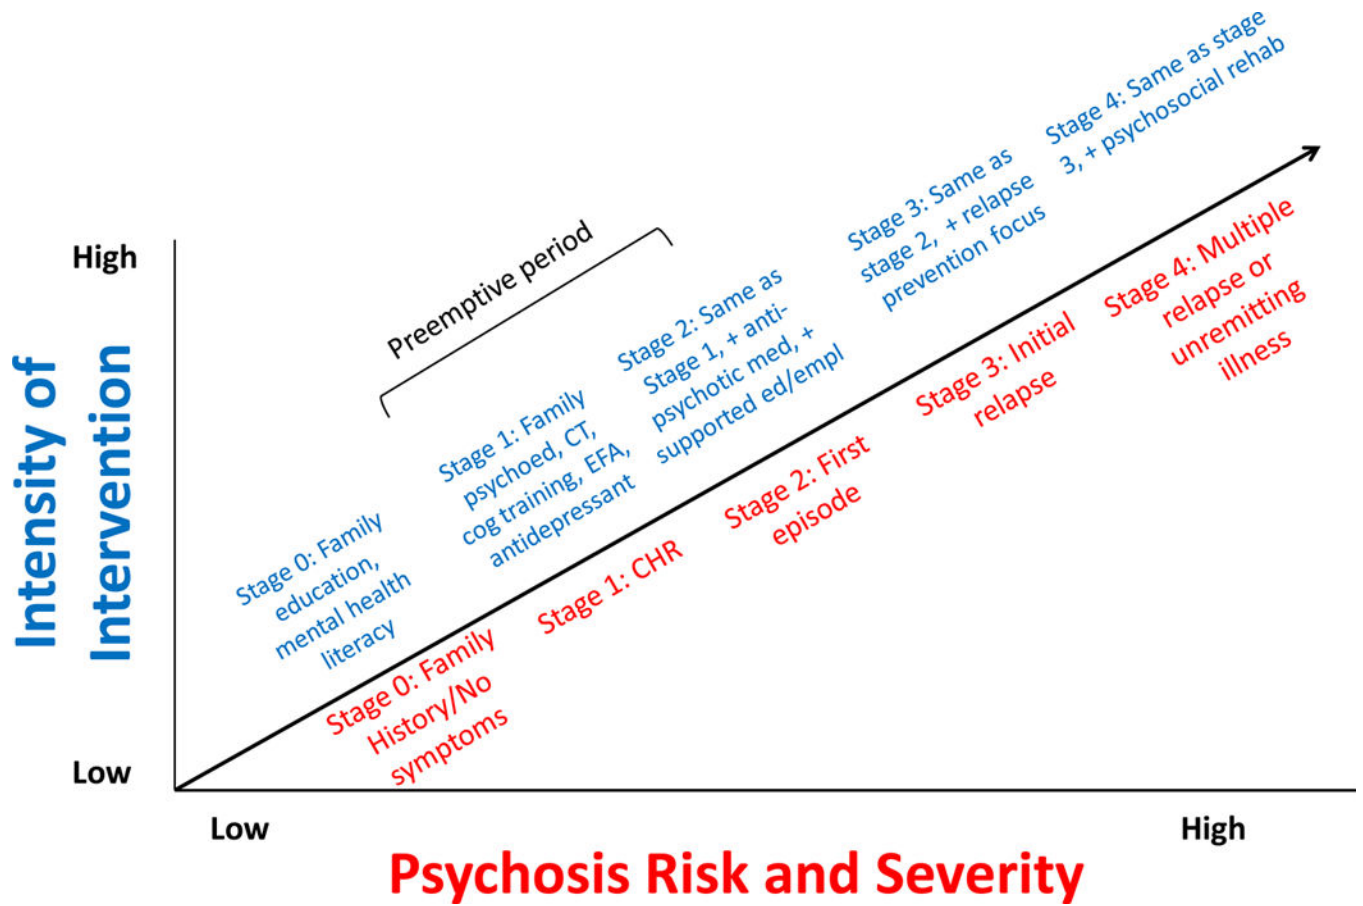 High
Low
Intensity of
Intervention
Preemptive period
Stage 0: Family
education,
mental health
literacy
Stage 1: Family
psychoed, CT,
cog training, EFA,
antidepressant
Stage 2: Same as
Stage 1, + anti-
psychotic med, +
supported ed/empl
Stage 3: Same as
stage 2, + relapse
prevention focus
Stage 4: Same as stage
3, + psychosocial rehab
Stage 0: Family
History/No
symptoms
Stage 1: CHR
Stage 2: First
episode
Stage 3: Initial
relapse
Stage 4: Multiple
relapse or
unremitting
illness
Low
High
Psychosis Risk and Severity